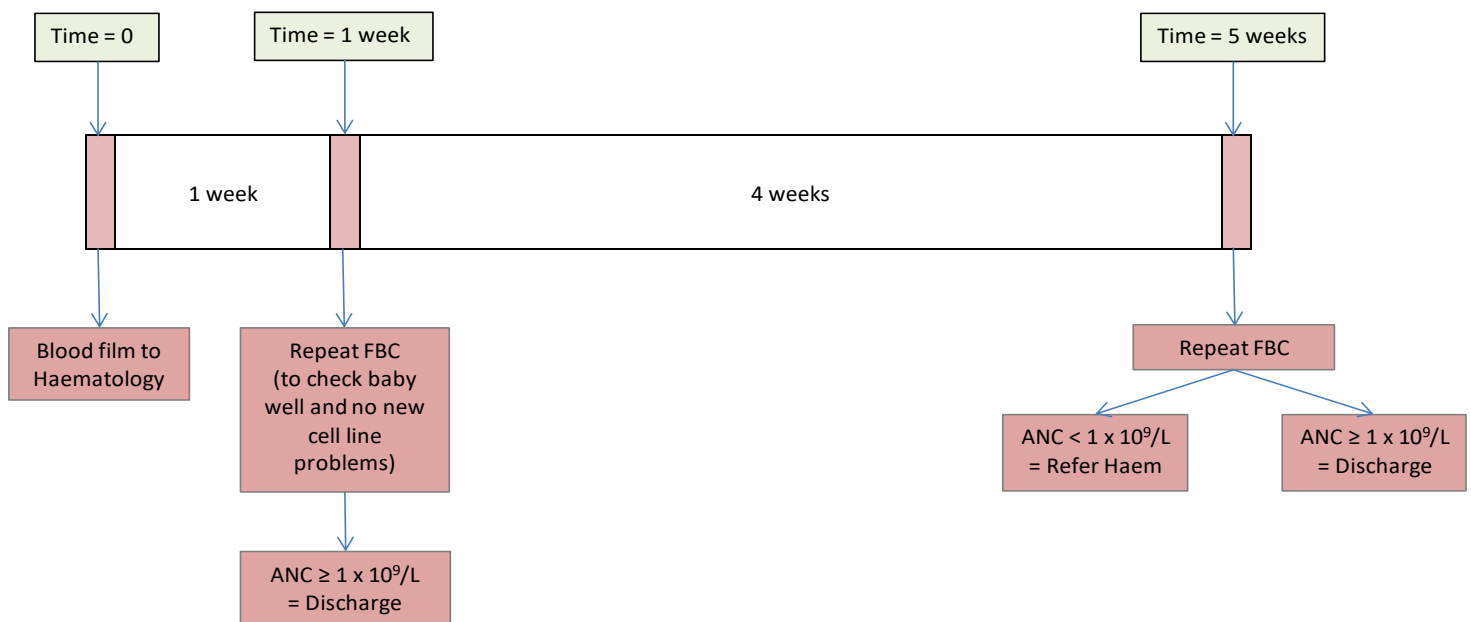 Time = 0
Time = 1 week
Time = 5 weeks
1 week
4 weeks
Blood film to
Haematology
Repeat FBC
(to check baby
well and no new
cell line
problems)
ANC ≥ 1 x 10⁹/L
= Discharge
Repeat FBC
ANC < 1 x 10⁹/L
= Refer Haem
ANC ≥ 1 x 10⁹/L
= Discharge